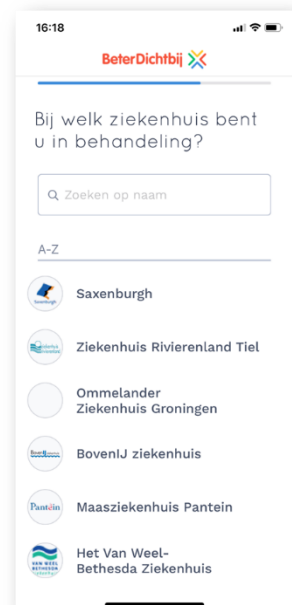 16:18
BeterDichtbij
Bij welk ziekenhuis bent
u in behandeling?
Zoeken op naam
A-Z
Saxenburgh
Ziekenhuis Rivierenland Tiel
Ommelander
Ziekenhuis Groningen
BovenIJ ziekenhuis
Pantein
Maasziekenhuis Pantein
VAN WEEL
BETHESDA
Het Van Weel-
Bethesda Ziekenhuis